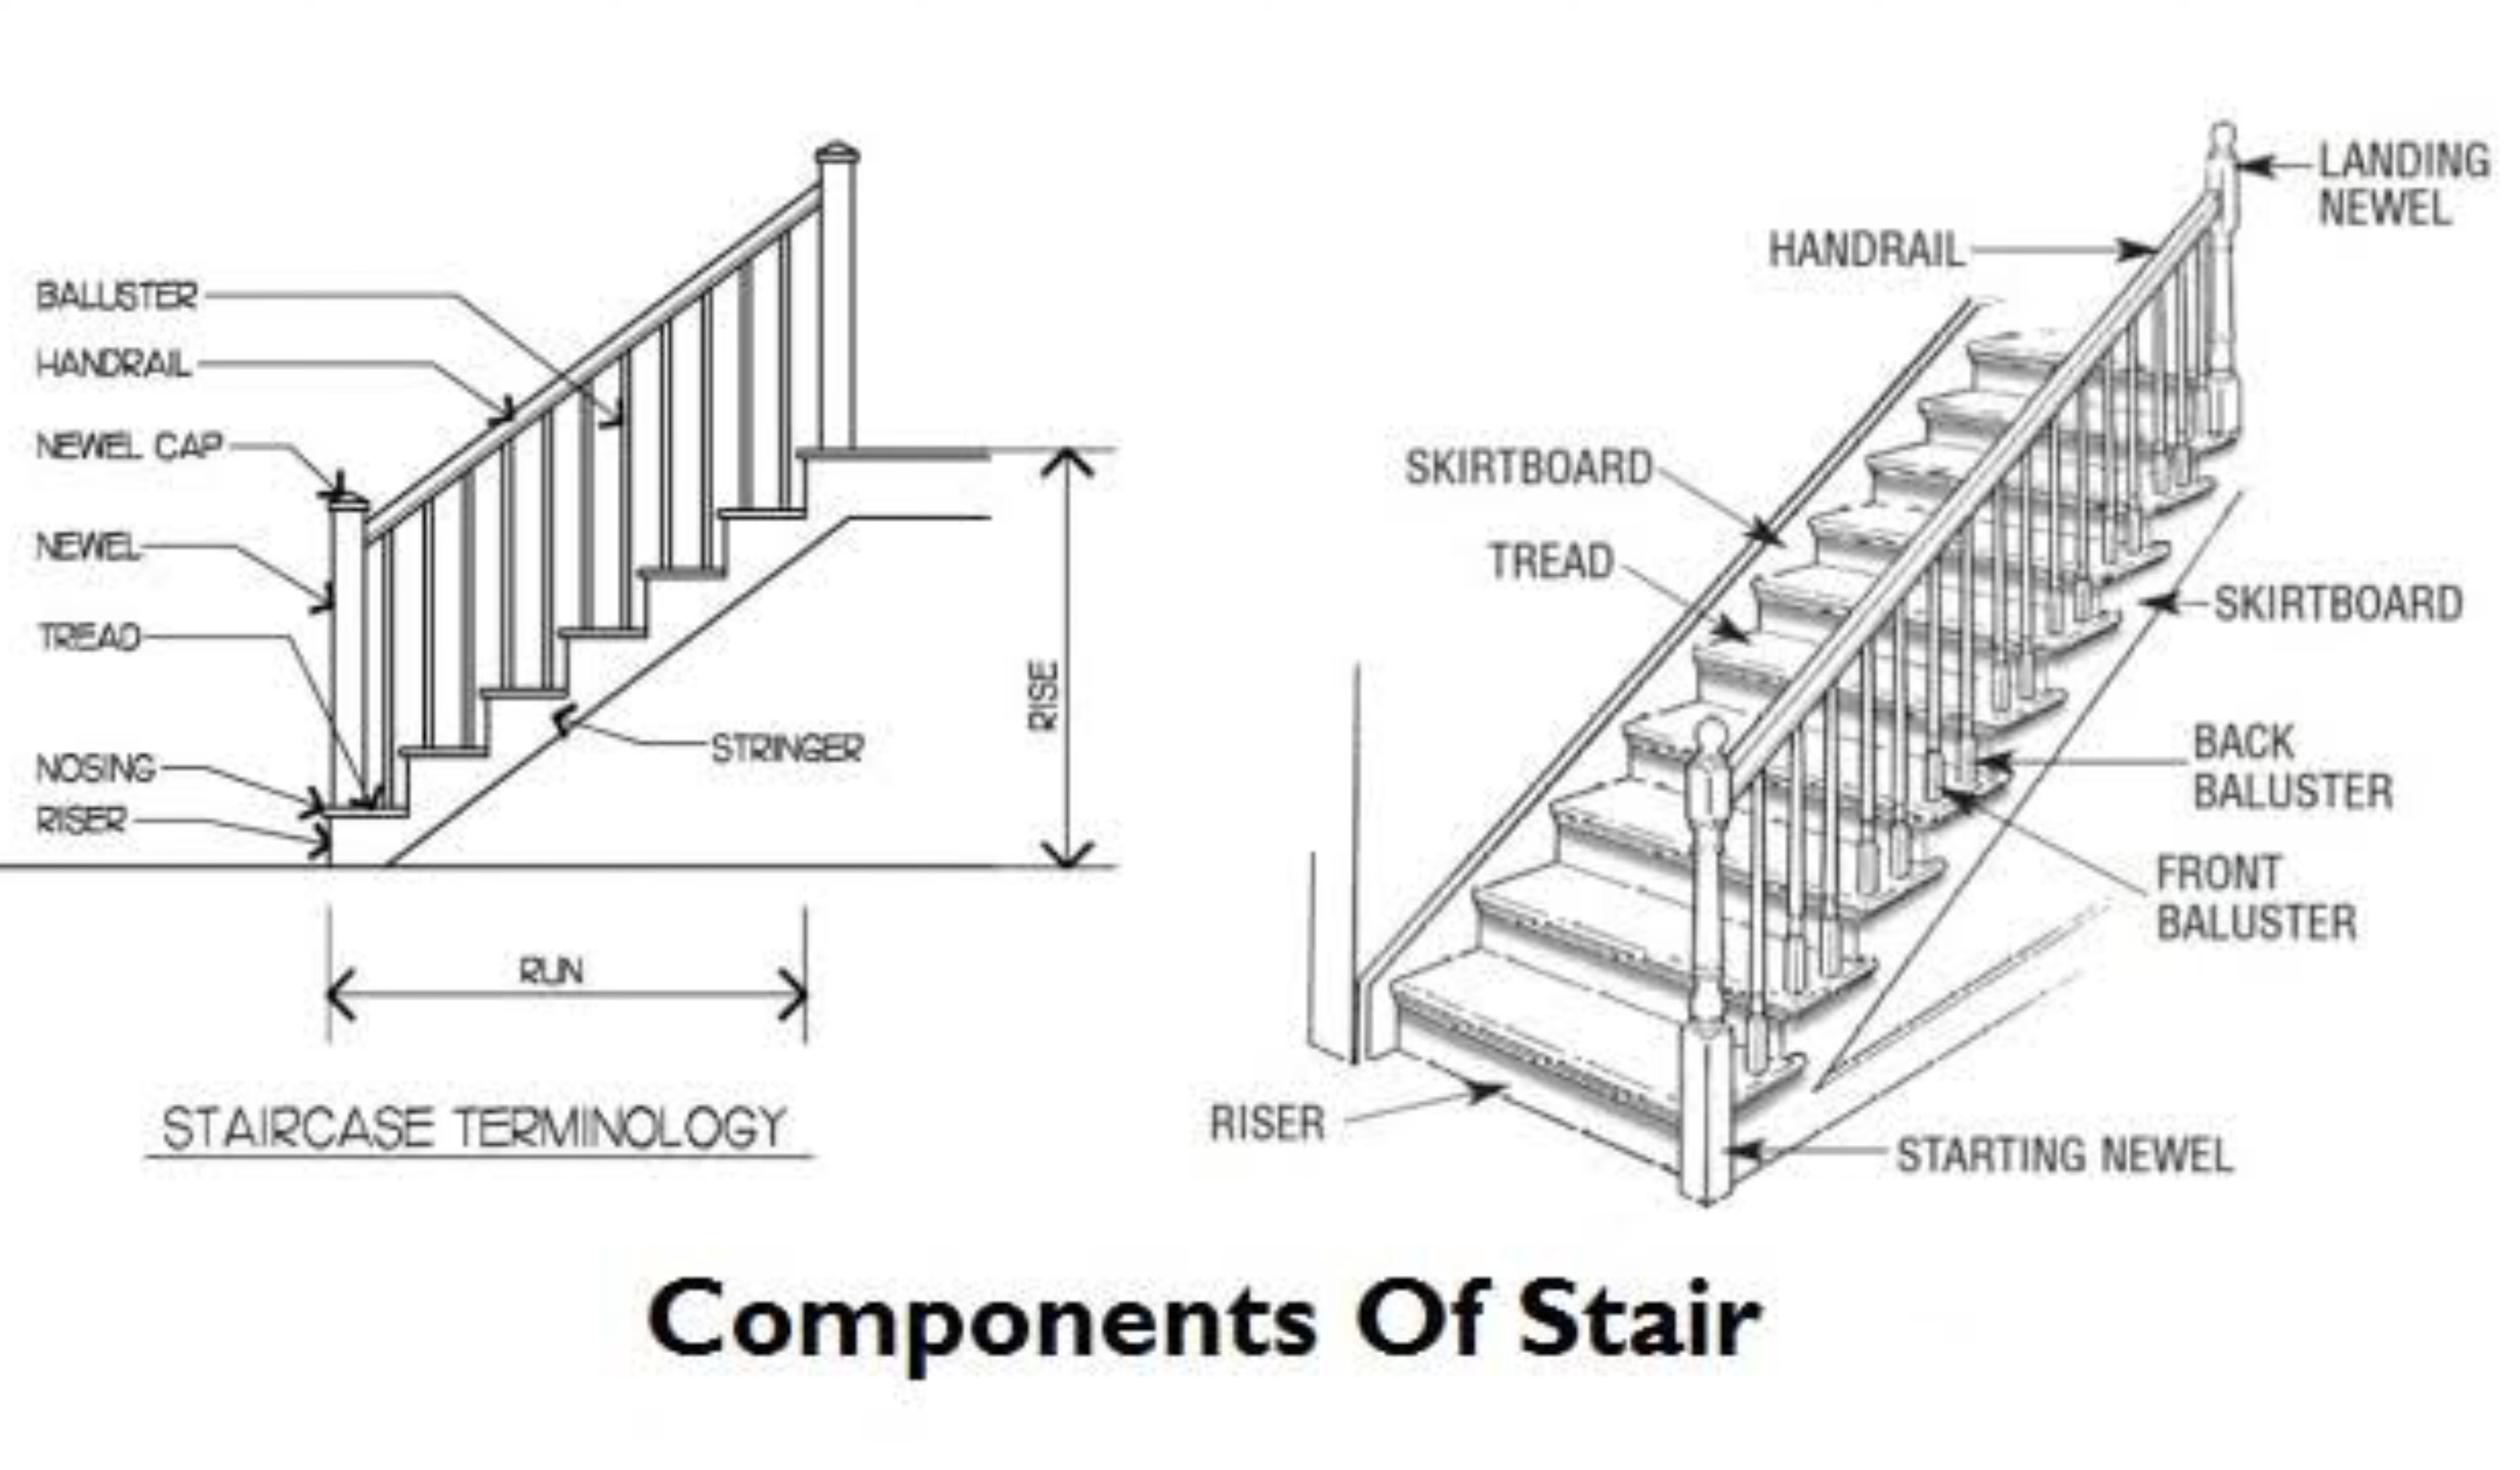 BALUSTER
HANDRAIL
NEWEL CAP
NEWEL
TREAD
NOSING
RISER
STRINGER
RISE
RUN
STAIRCASE TERMINOLOGY
LANDING
NEWEL
HANDRAIL
SKIRTBOARD
TREAD
SKIRTBOARD
BACK
BALUSTER
FRONT
BALUSTER
RISER
STARTING NEWEL
Components Of Stair